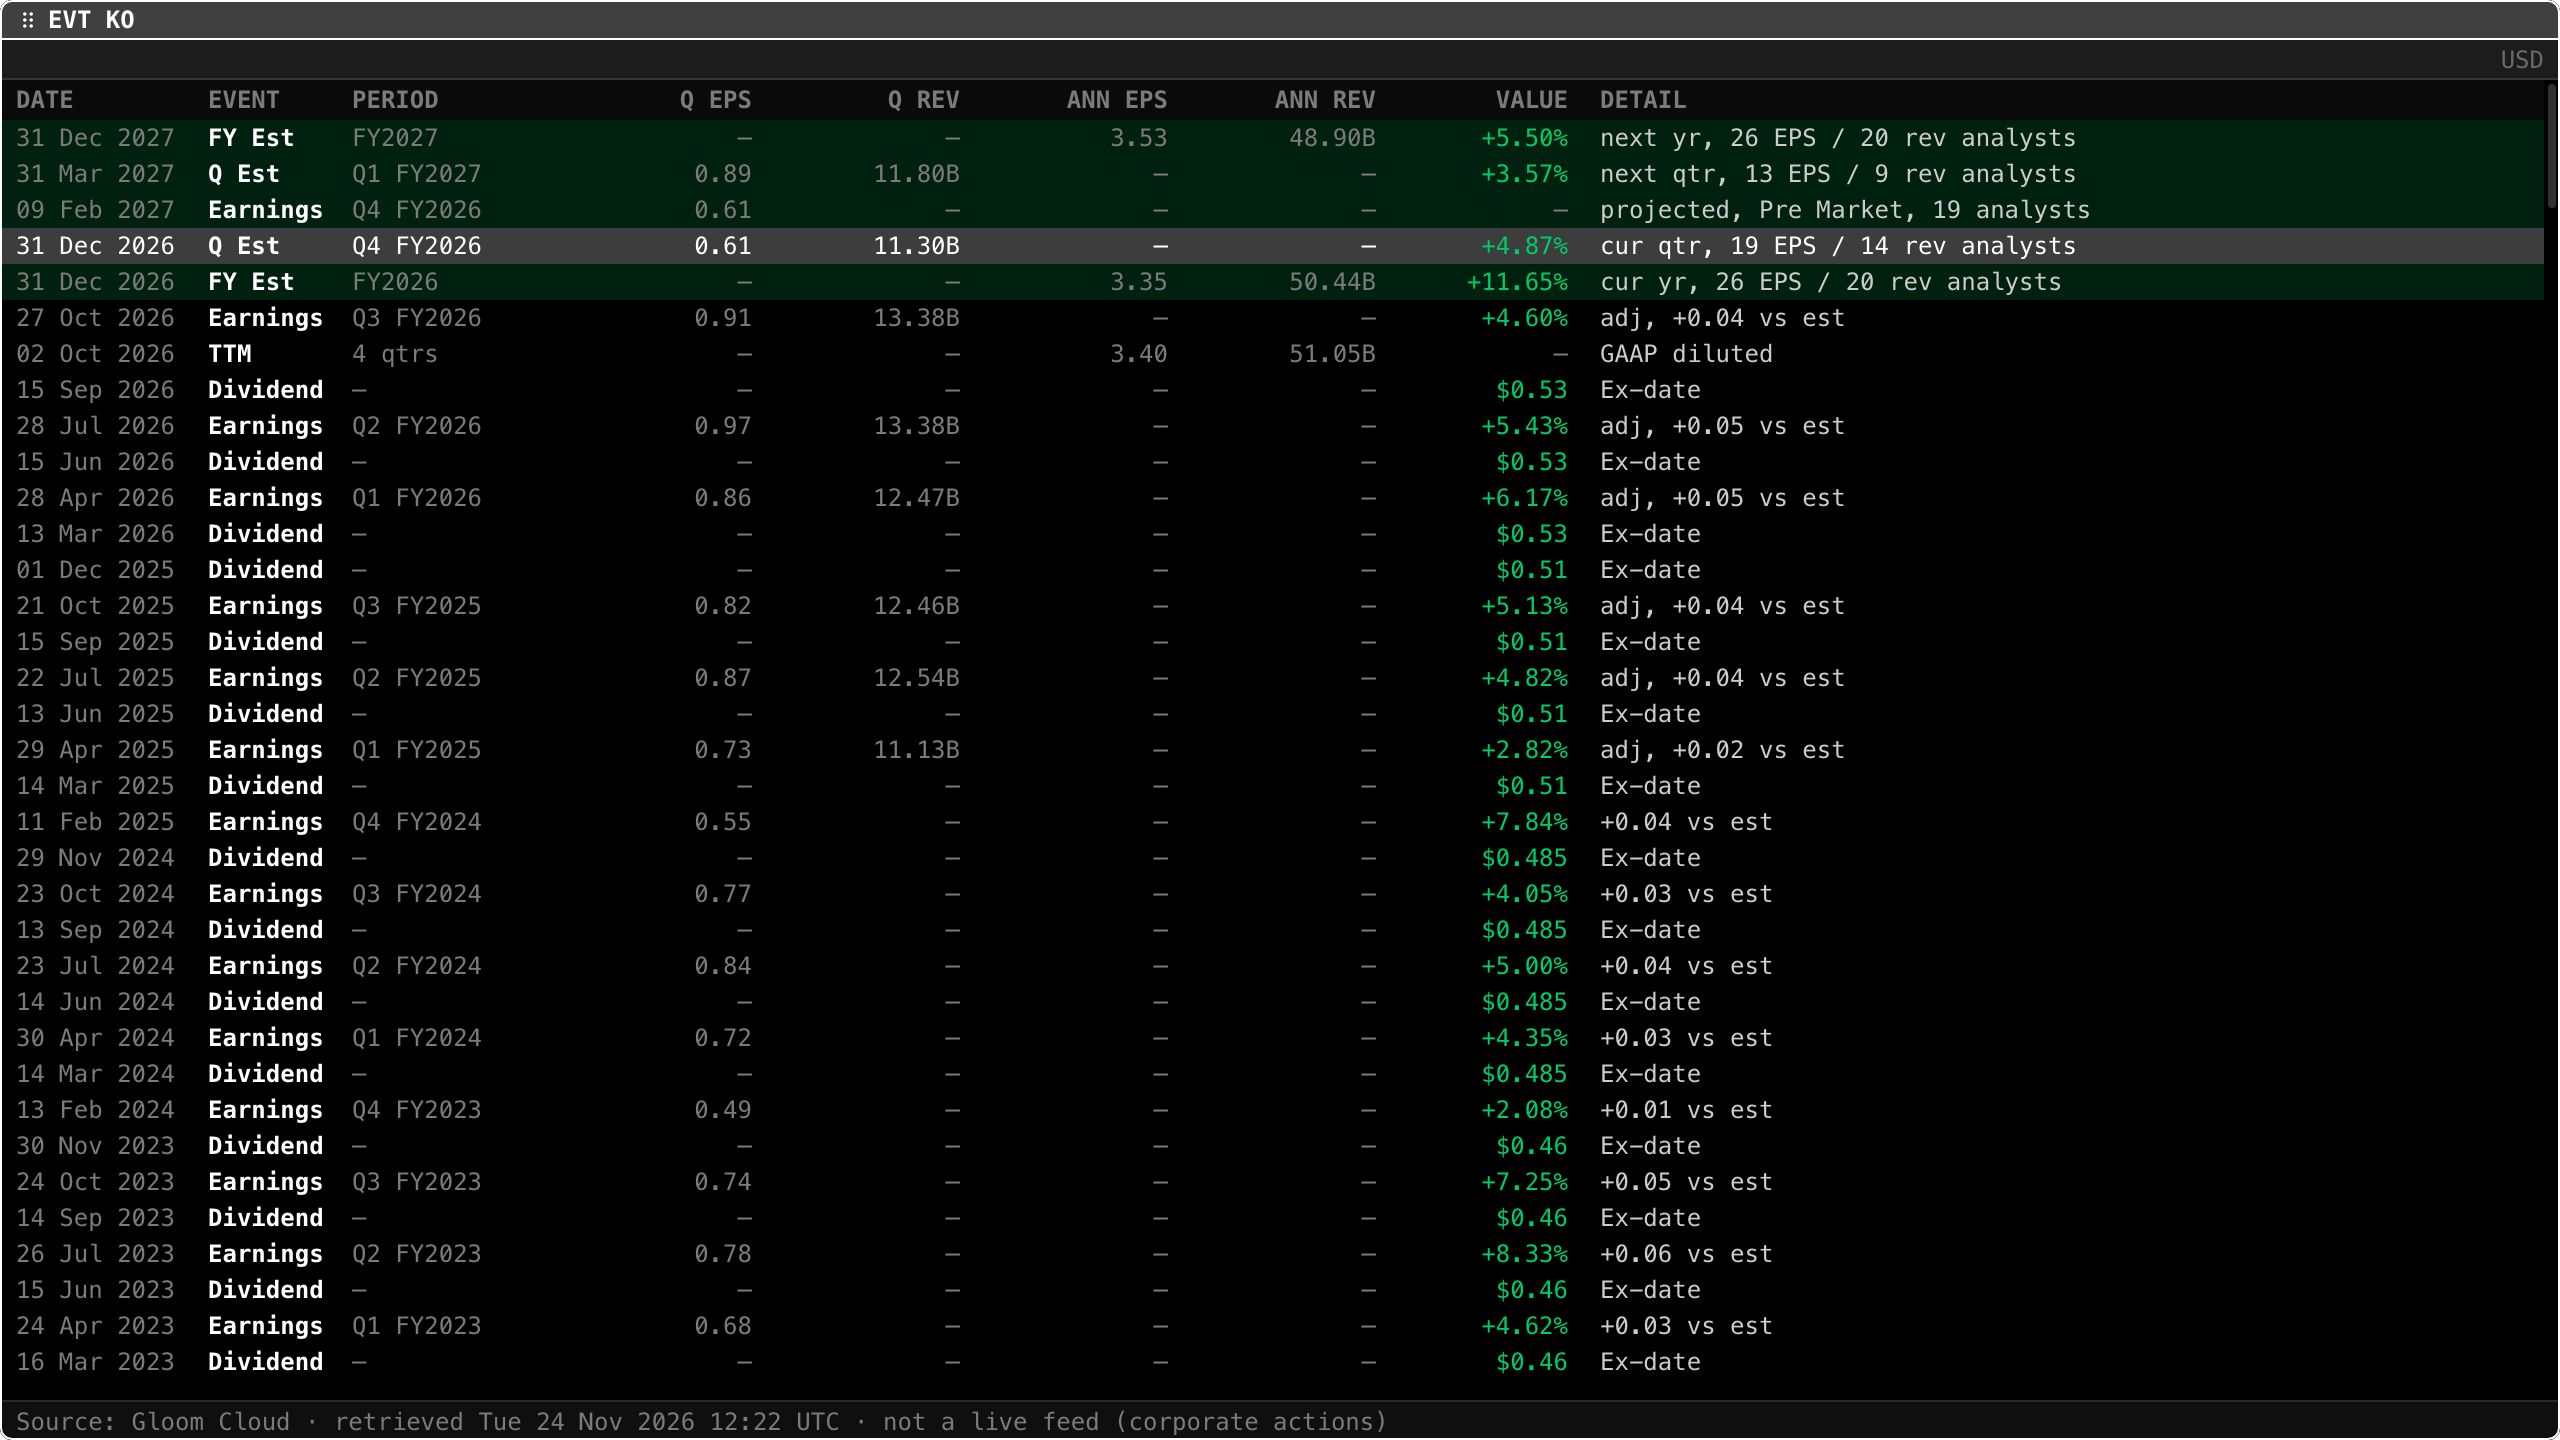 ⠿ EVT KO
USD
DATE EVENT PERIOD Q EPS Q REV ANN EPS ANN REV VALUE DETAIL
31 Dec 2027 FY Est FY2027 — — 3.53 48.90B +5.50% next yr, 26 EPS / 20 rev analysts
31 Mar 2027 Q Est Q1 FY2027 0.89 11.80B — — +3.57% next qtr, 13 EPS / 9 rev analysts
09 Feb 2027 Earnings Q4 FY2026 0.61 — — — — projected, Pre Market, 19 analysts
31 Dec 2026 Q Est Q4 FY2026 0.61 11.30B — — +4.87% cur qtr, 19 EPS / 14 rev analysts
31 Dec 2026 FY Est FY2026 — — 3.35 50.44B +11.65% cur yr, 26 EPS / 20 rev analysts
27 Oct 2026 Earnings Q3 FY2026 0.91 13.38B — — +4.60% adj, +0.04 vs est
02 Oct 2026 TTM 4 qtrs — — 3.40 51.05B — GAAP diluted
15 Sep 2026 Dividend — — — — — $0.53 Ex-date
28 Jul 2026 Earnings Q2 FY2026 0.97 13.38B — — +5.43% adj, +0.05 vs est
15 Jun 2026 Dividend — — — — — $0.53 Ex-date
28 Apr 2026 Earnings Q1 FY2026 0.86 12.47B — — +6.17% adj, +0.05 vs est
13 Mar 2026 Dividend — — — — — $0.53 Ex-date
01 Dec 2025 Dividend — — — — — $0.51 Ex-date
21 Oct 2025 Earnings Q3 FY2025 0.82 12.46B — — +5.13% adj, +0.04 vs est
15 Sep 2025 Dividend — — — — — $0.51 Ex-date
22 Jul 2025 Earnings Q2 FY2025 0.87 12.54B — — +4.82% adj, +0.04 vs est
13 Jun 2025 Dividend — — — — — $0.51 Ex-date
29 Apr 2025 Earnings Q1 FY2025 0.73 11.13B — — +2.82% adj, +0.02 vs est
14 Mar 2025 Dividend — — — — — $0.51 Ex-date
11 Feb 2025 Earnings Q4 FY2024 0.55 — — — +7.84% +0.04 vs est
29 Nov 2024 Dividend — — — — — $0.485 Ex-date
23 Oct 2024 Earnings Q3 FY2024 0.77 — — — +4.05% +0.03 vs est
13 Sep 2024 Dividend — — — — — $0.485 Ex-date
23 Jul 2024 Earnings Q2 FY2024 0.84 — — — +5.00% +0.04 vs est
14 Jun 2024 Dividend — — — — — $0.485 Ex-date
30 Apr 2024 Earnings Q1 FY2024 0.72 — — — +4.35% +0.03 vs est
14 Mar 2024 Dividend — — — — — $0.485 Ex-date
13 Feb 2024 Earnings Q4 FY2023 0.49 — — — +2.08% +0.01 vs est
30 Nov 2023 Dividend — — — — — $0.46 Ex-date
24 Oct 2023 Earnings Q3 FY2023 0.74 — — — +7.25% +0.05 vs est
14 Sep 2023 Dividend — — — — — $0.46 Ex-date
26 Jul 2023 Earnings Q2 FY2023 0.78 — — — +8.33% +0.06 vs est
15 Jun 2023 Dividend — — — — — $0.46 Ex-date
24 Apr 2023 Earnings Q1 FY2023 0.68 — — — +4.62% +0.03 vs est
16 Mar 2023 Dividend — — — — — $0.46 Ex-date
Source: Gloom Cloud · retrieved Tue 24 Nov 2026 12:22 UTC · not a live feed (corporate actions)